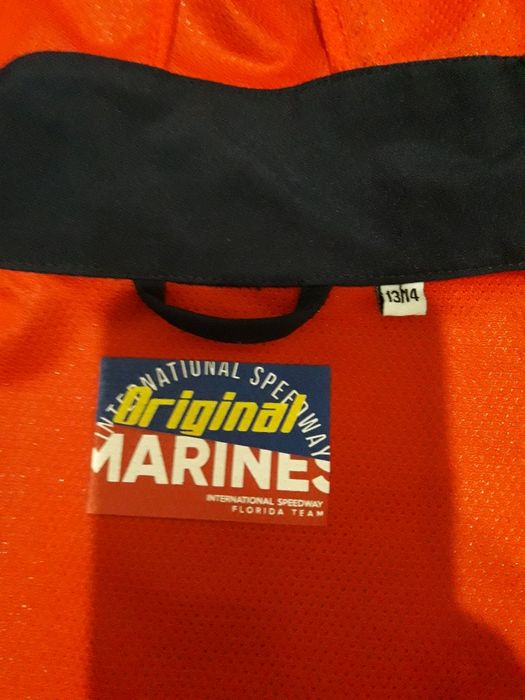 13/14
INTERNATIONAL SPEEDWAY
Original
MARINES
INTERNATIONAL SPEEDWAY
FLORIDA TEAM